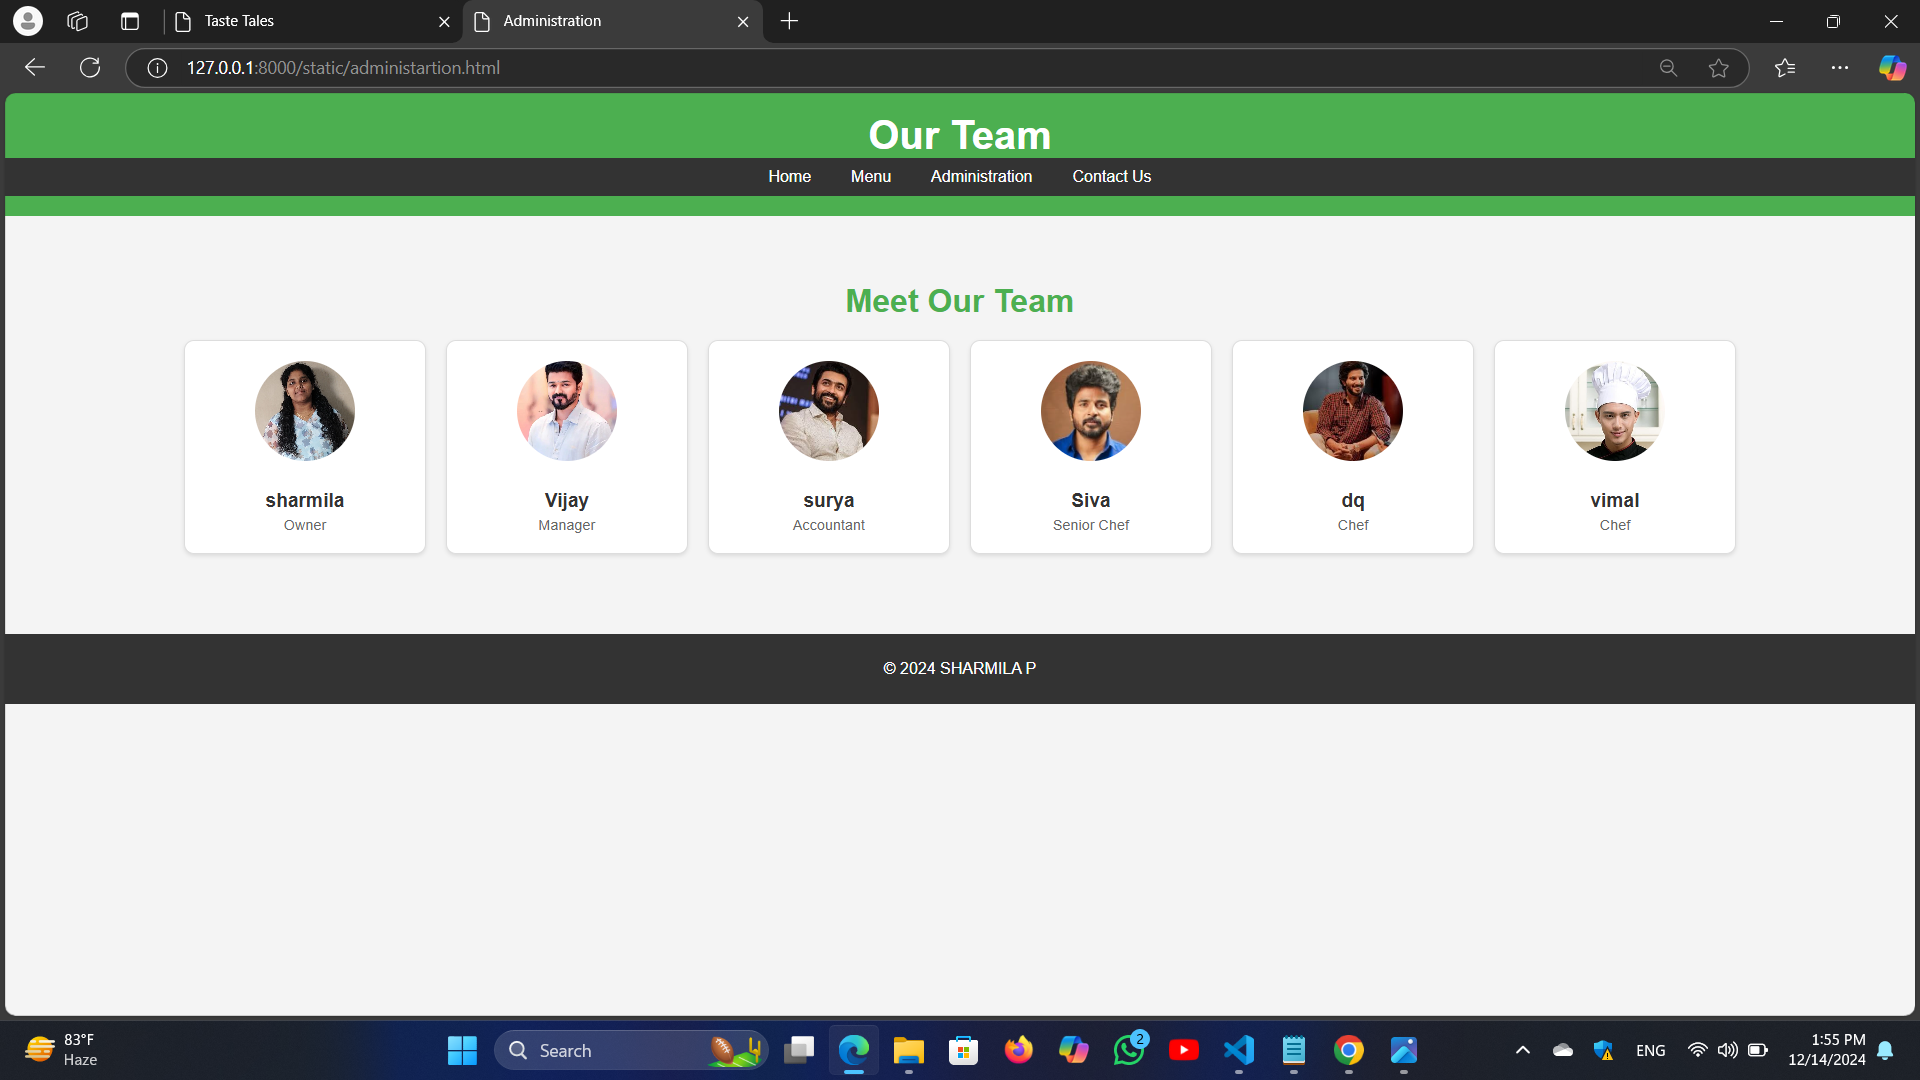 Taste Tales
Administration
127.0.0.1:8000/static/administartion.html
Our Team
Home Menu Administration Contact Us
Meet Our Team
sharmila
Owner
Vijay
Manager
surya
Accountant
Siva
Senior Chef
dq
Chef
vimal
Chef
© 2024 SHARMILA P
83°F
Haze
Search
2
ENG
1:55 PM
12/14/2024